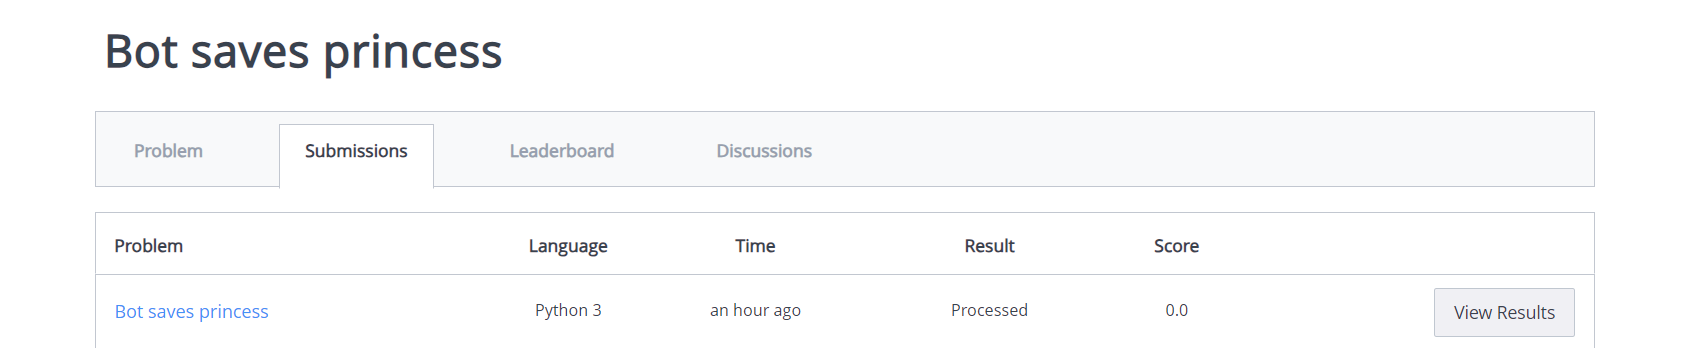 Bot saves princess
Problem Submissions Leaderboard Discussions
Problem Language Time Result Score
Bot saves princess Python 3 an hour ago Processed 0.0 View Results